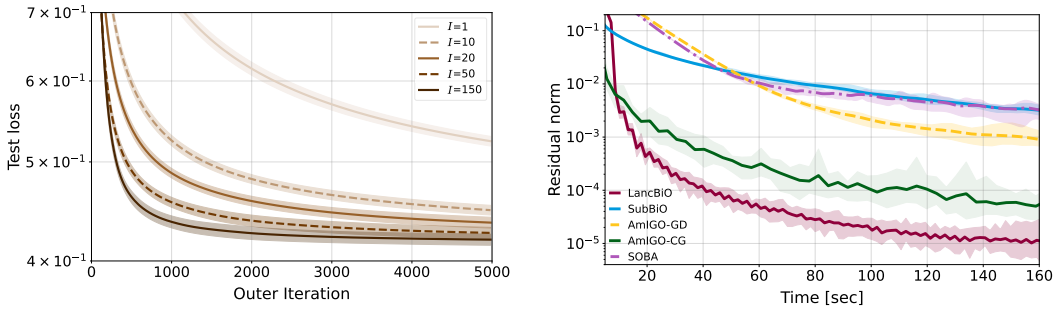 7 × 10⁻¹
6 × 10⁻¹
5 × 10⁻¹
4 × 10⁻¹
Test loss
0 1000 2000 3000 4000 5000
Outer Iteration
I=1
I=10
I=20
I=50
I=150
10⁻¹
10⁻²
10⁻³
10⁻⁴
10⁻⁵
Residual norm
LancBiO
SubBiO
AmIGO-GD
AmIGO-CG
SOBA
20 40 60 80 100 120 140 160
Time [sec]